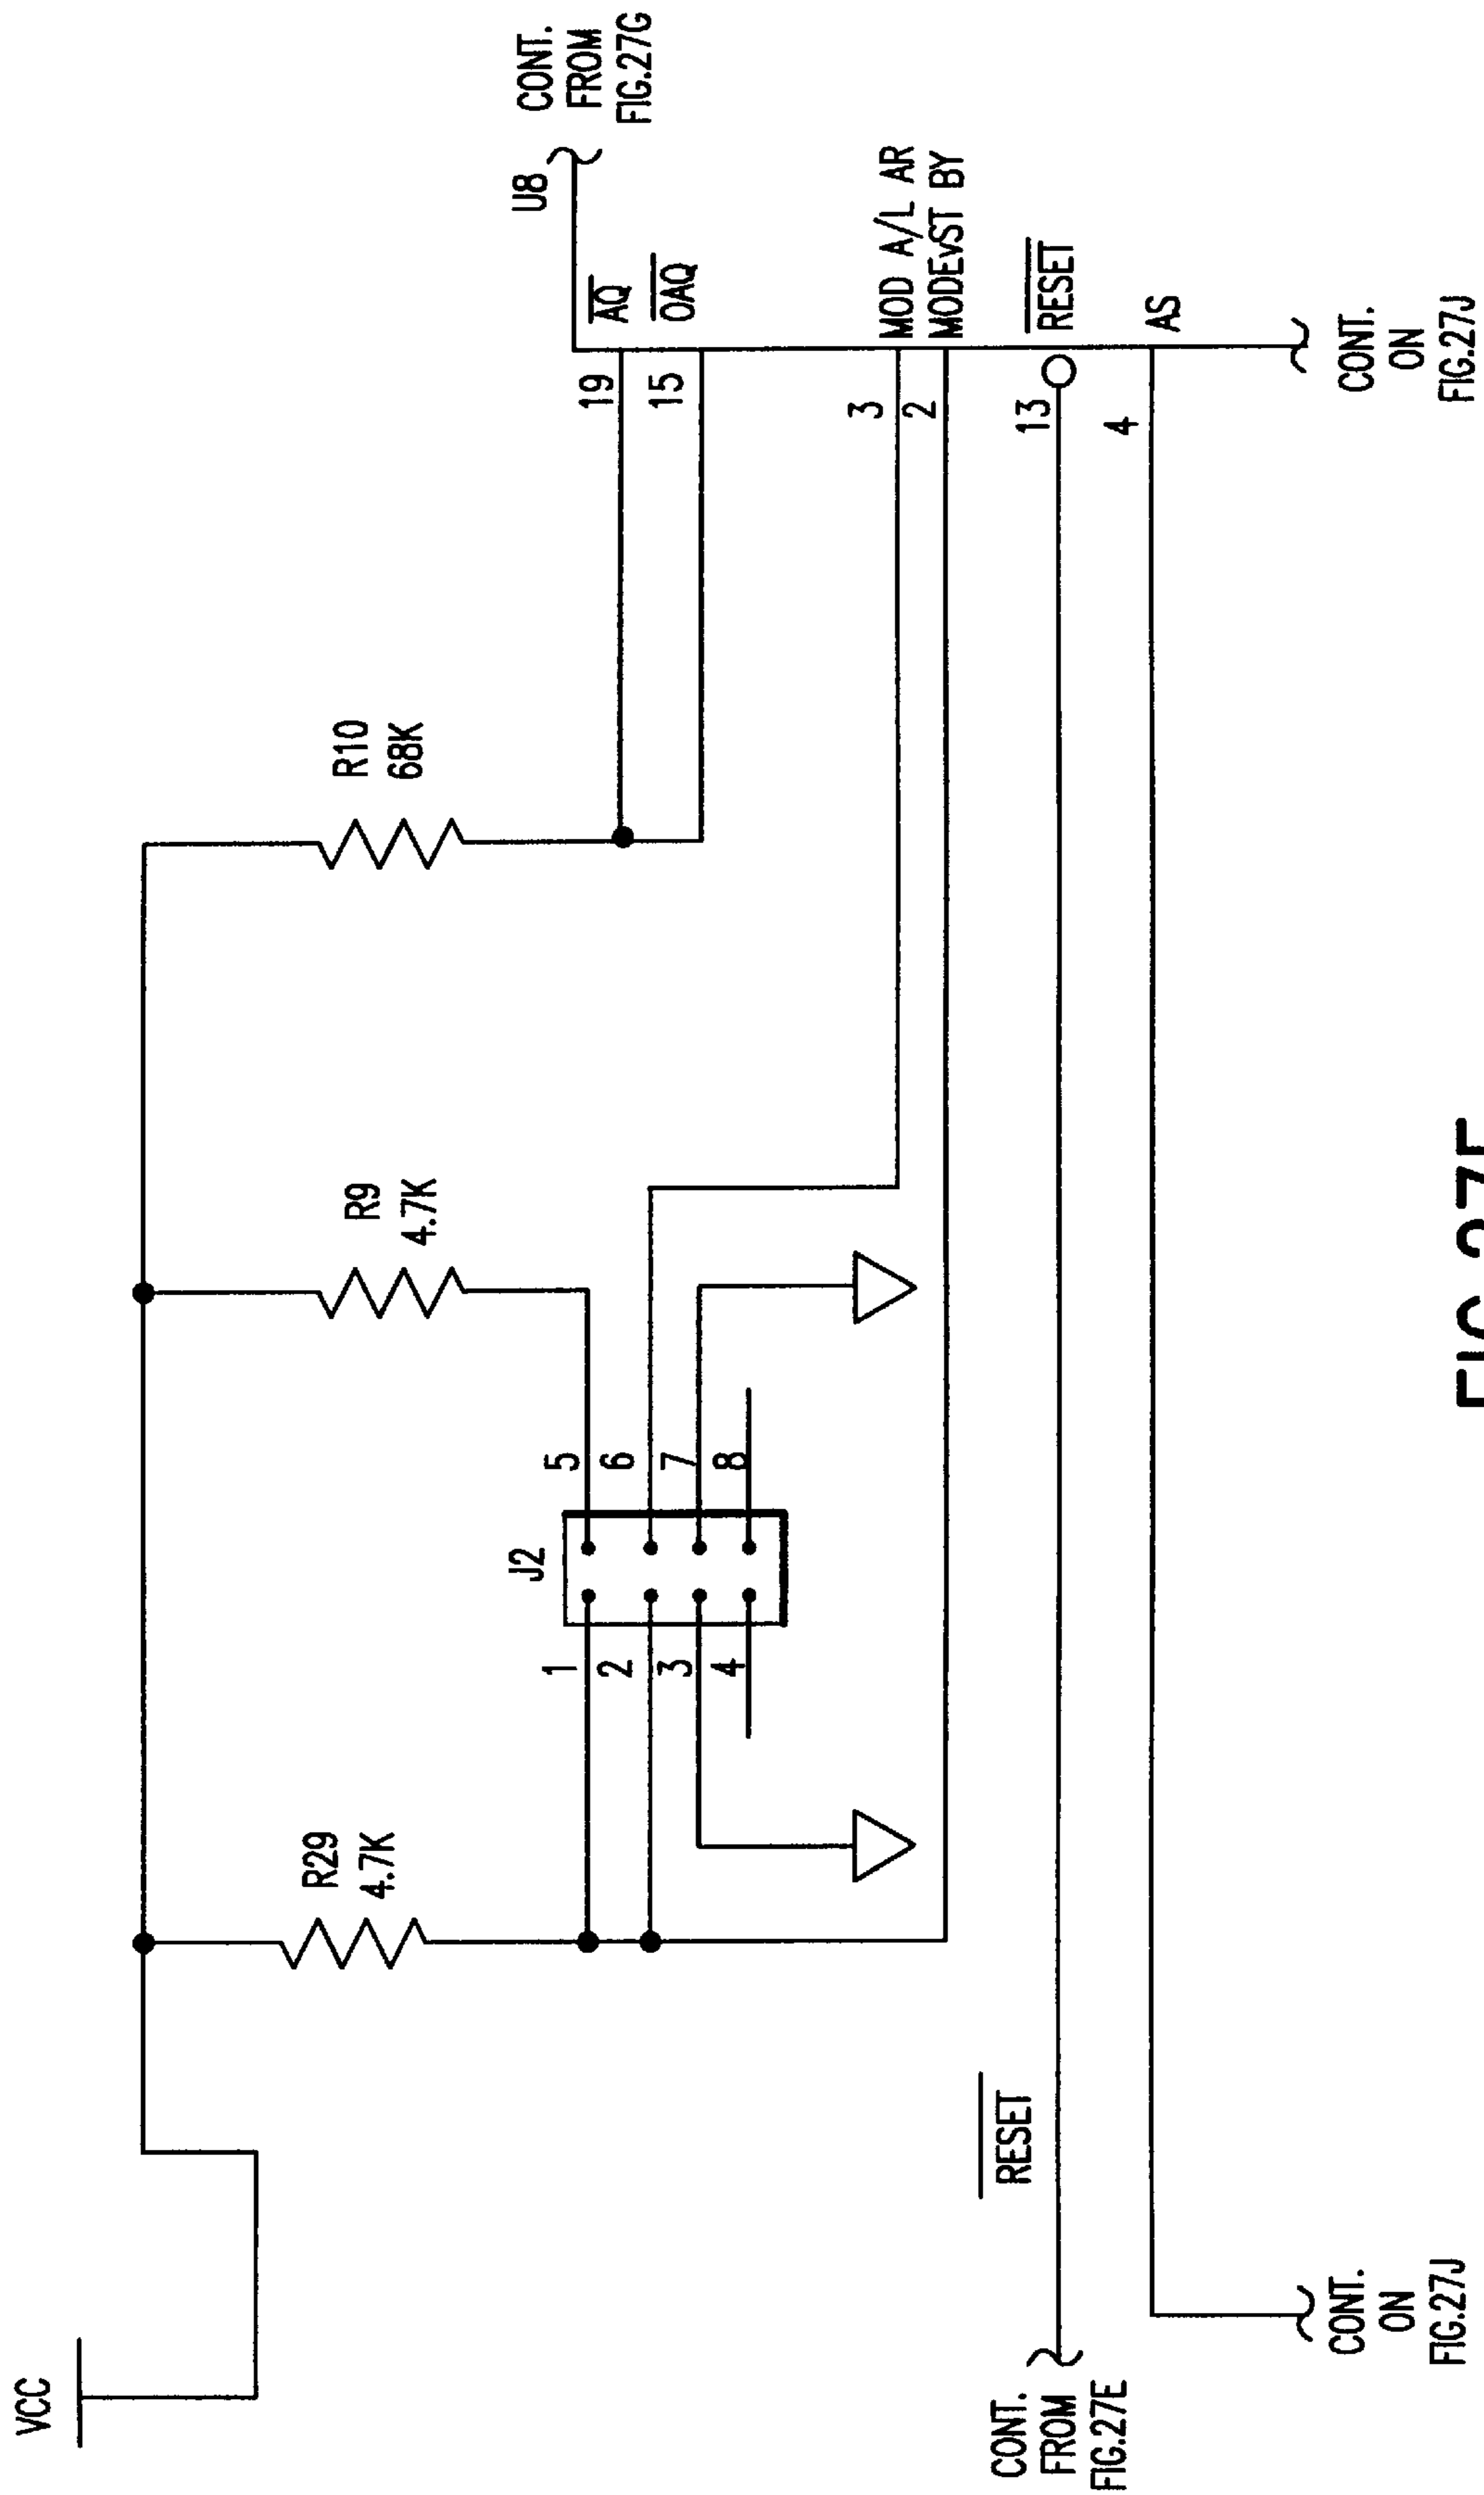 VCC
R29
4.7K
R9
4.7K
R10
68K
U8
CONT.
FROM
FIG.27G
J2
1
2
3
4
5
6
7
8
19
15
3
2
13
4
AQ
OAQ
MOD A/L AR
MODEVST BY
RESET
AS
RESET
CONT.
FROM
FIG.27E
CONT.
ON
FIG.27J
CONT.
ON
FIG.27J